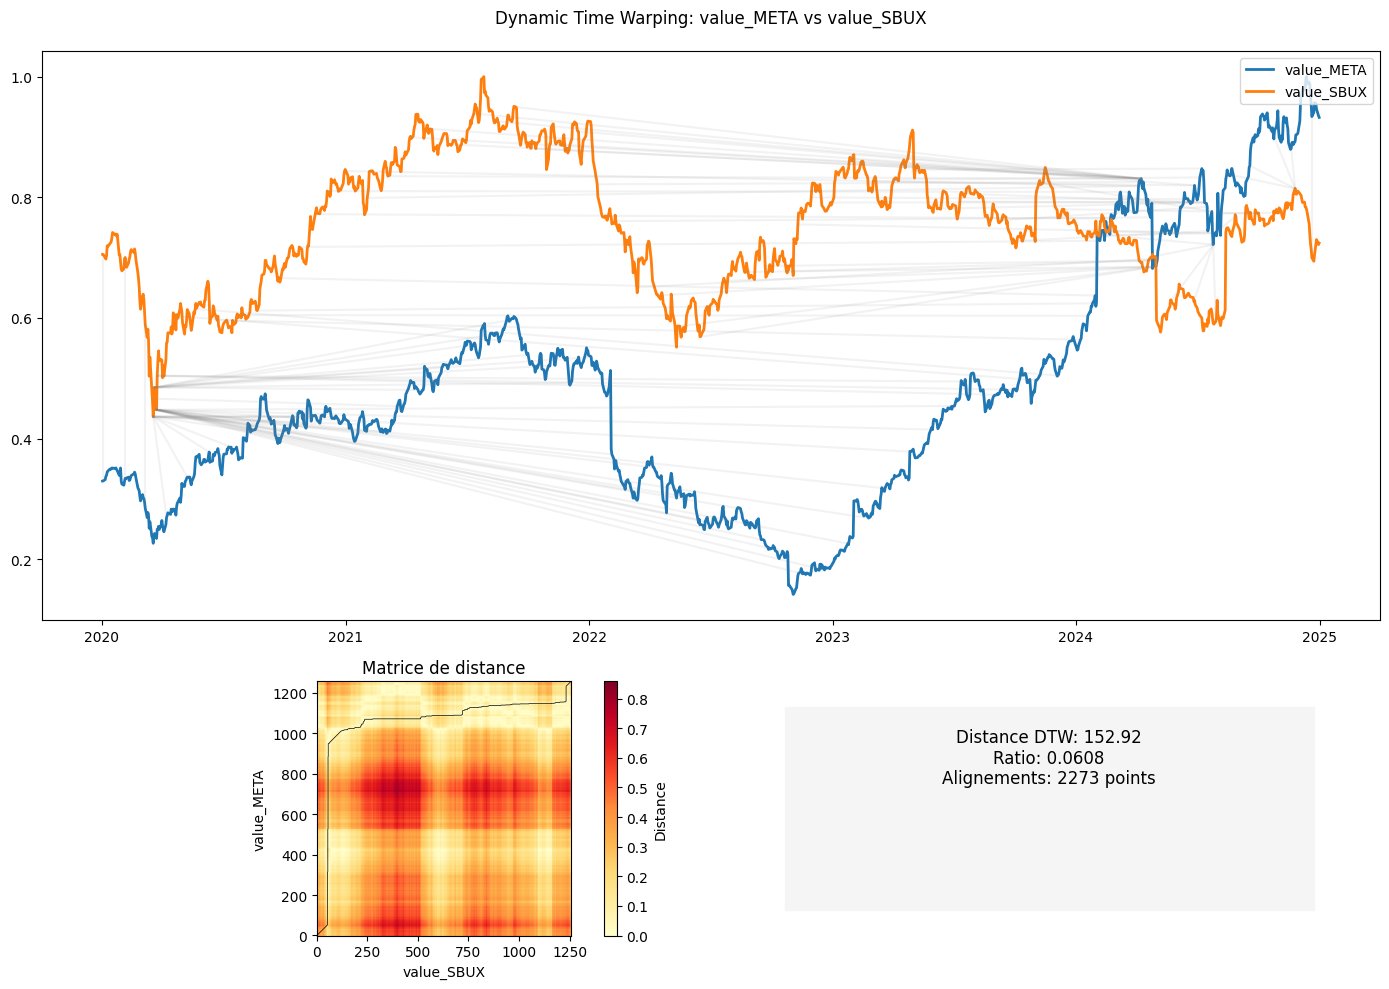 Dynamic Time Warping: value_META vs value_SBUX
value_META
value_SBUX
1.0
0.8
0.6
0.4
0.2
2020 2021 2022 2023 2024 2025
Matrice de distance
value_META
1200
1000
800
600
400
200
0
0 250 500 750 1000 1250
value_SBUX
0.8
0.7
0.6
0.5
0.4
0.3
0.2
0.1
0.0
Distance
Distance DTW: 152.92
Ratio: 0.0608
Alignements: 2273 points